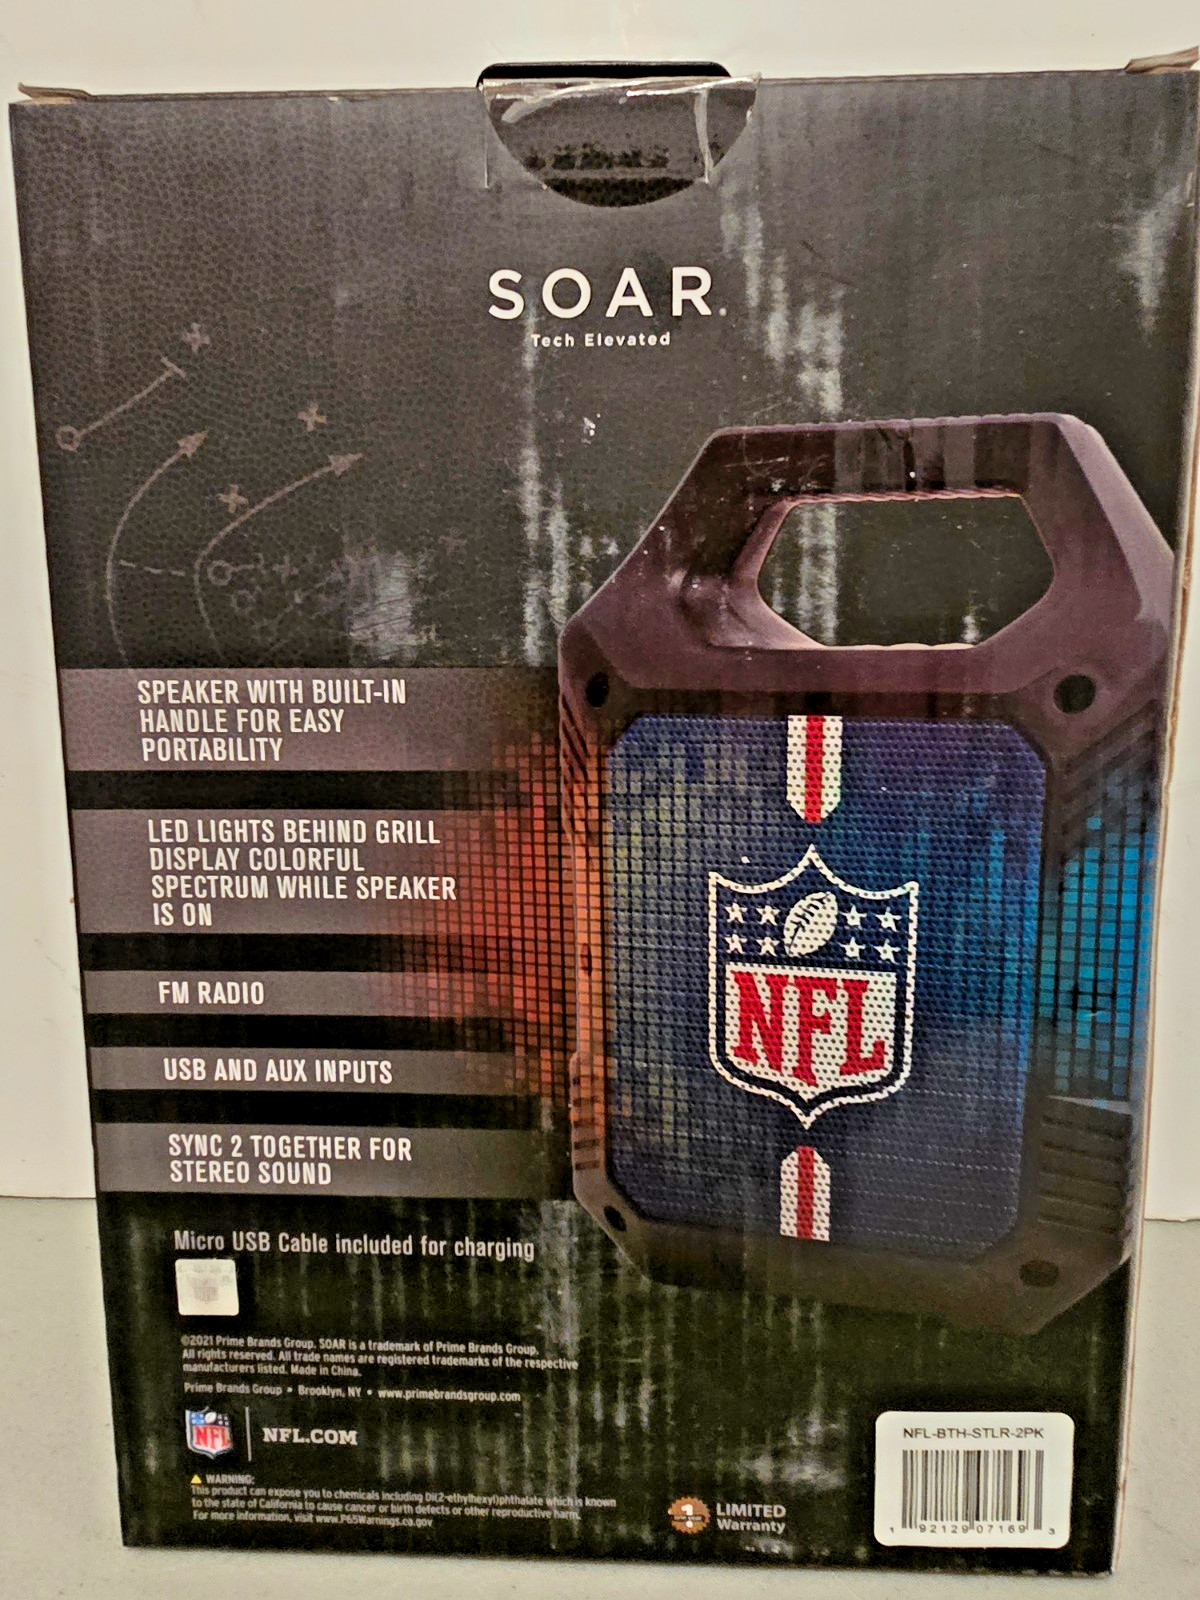 SOAR.
Tech Elevated
SPEAKER WITH BUILT-IN
HANDLE FOR EASY
PORTABILITY
LED LIGHTS BEHIND GRILL
DISPLAY COLORFUL
SPECTRUM WHILE SPEAKER
IS ON
FM RADIO
USB AND AUX INPUTS
SYNC 2 TOGETHER FOR
STEREO SOUND
NFL
Micro USB Cable included for charging
©2021 Prime Brands Group. SOAR is a trademark of Prime Brands Group.
All rights reserved. All trade names are registered trademarks of the respective
manufacturers listed. Made in China.
Prime Brands Group • Brooklyn, NY • www.primebrandsgroup.com
NFL NFL.COM
WARNING:
This product can expose you to chemicals including Di(2-ethylhexyl)phthalate which is known
to the state of California to cause cancer or birth defects or other reproductive harm.
For more information, visit www.P65Warnings.ca.gov
LIMITED
Warranty
NFL-BTH-STLR-2PK
1 92129 07169 3